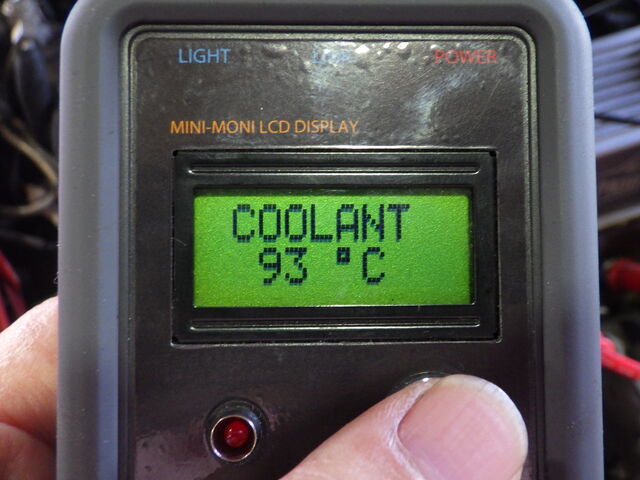 LIGHT POWER
MINI-MONI LCD DISPLAY
COOLANT
93 °C